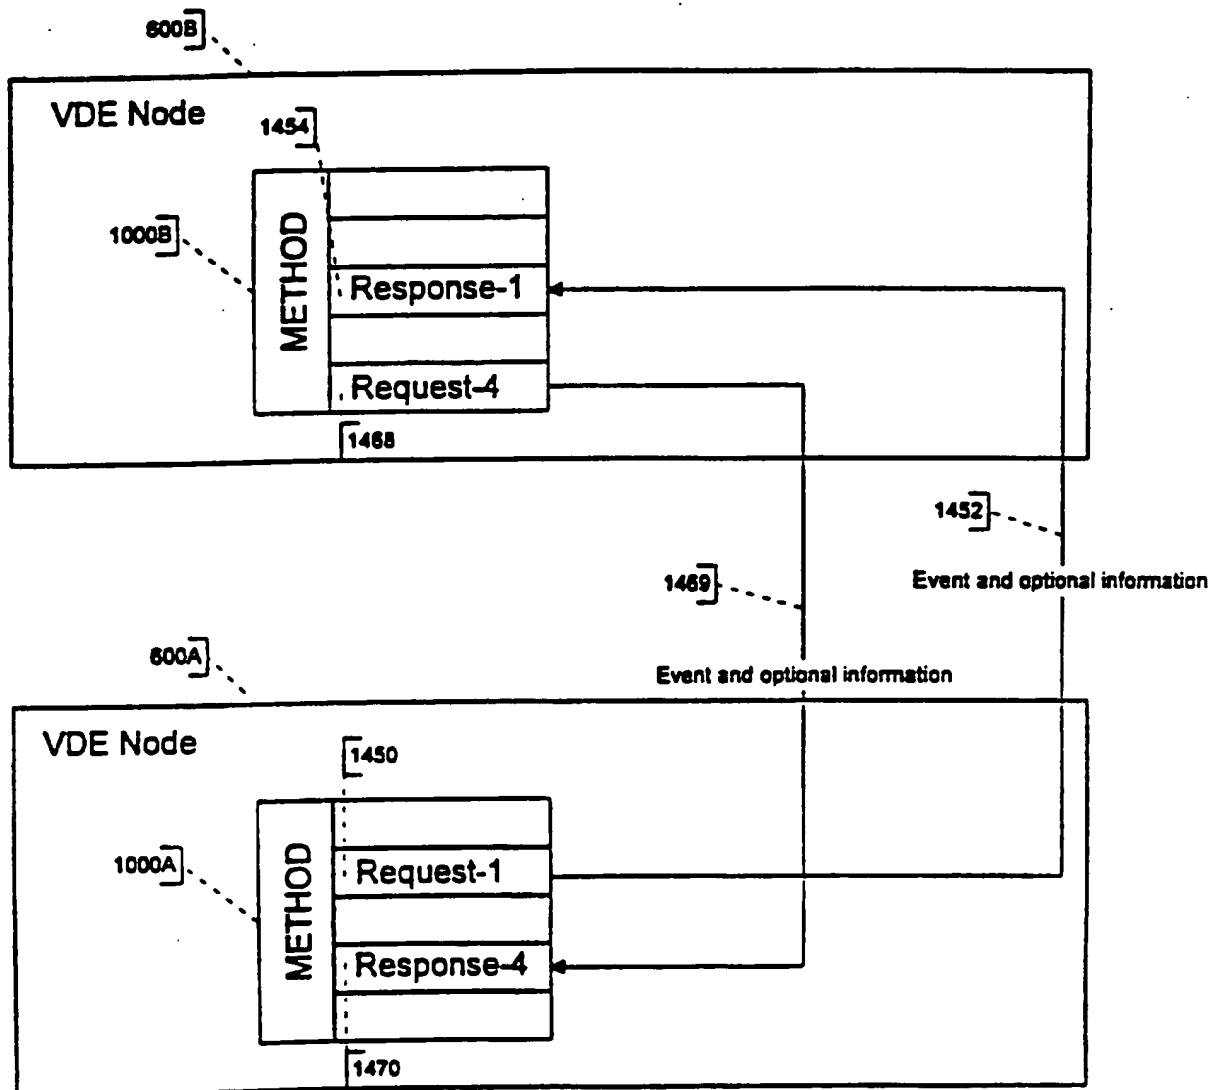 600B
VDE Node
1454
1000B
METHOD
Response-1
Request-4
1468
1452
Event and optional information
1469
600A
Event and optional information
VDE Node
1450
1000A
METHOD
Request-1
Response-4
1470